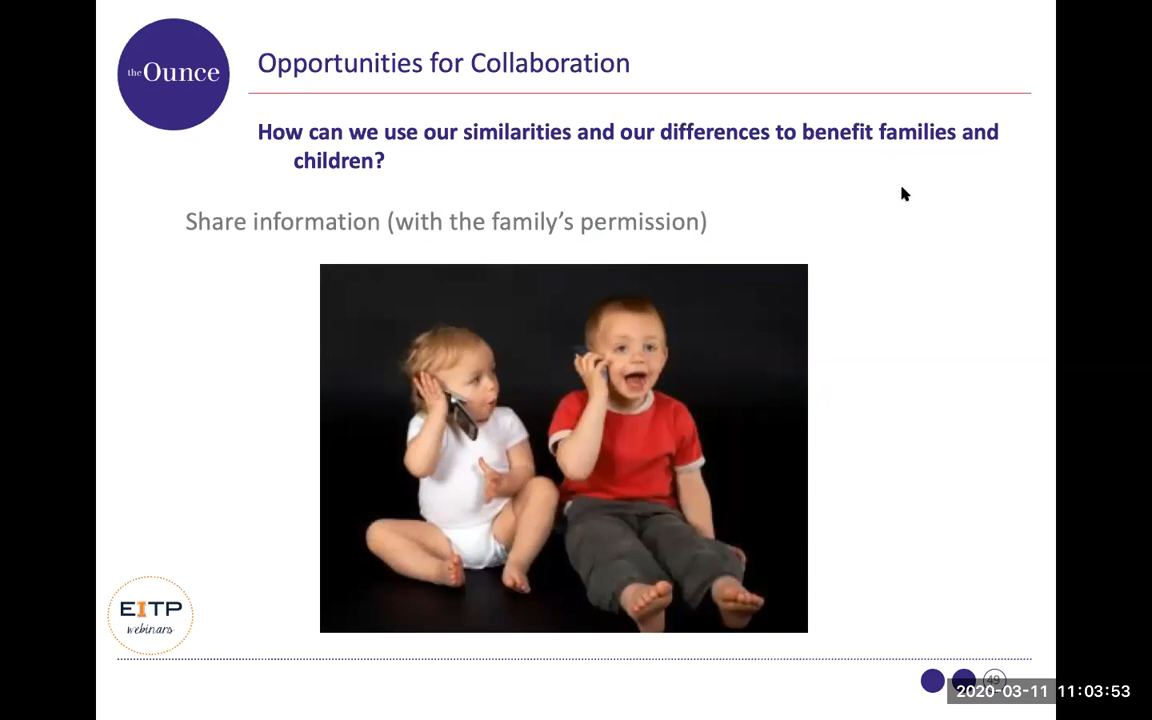 the Ounce
Opportunities for Collaboration
How can we use our similarities and our differences to benefit families and
children?
Share information (with the family's permission)
EITP
webinars
49
2020-03-11 11:03:53